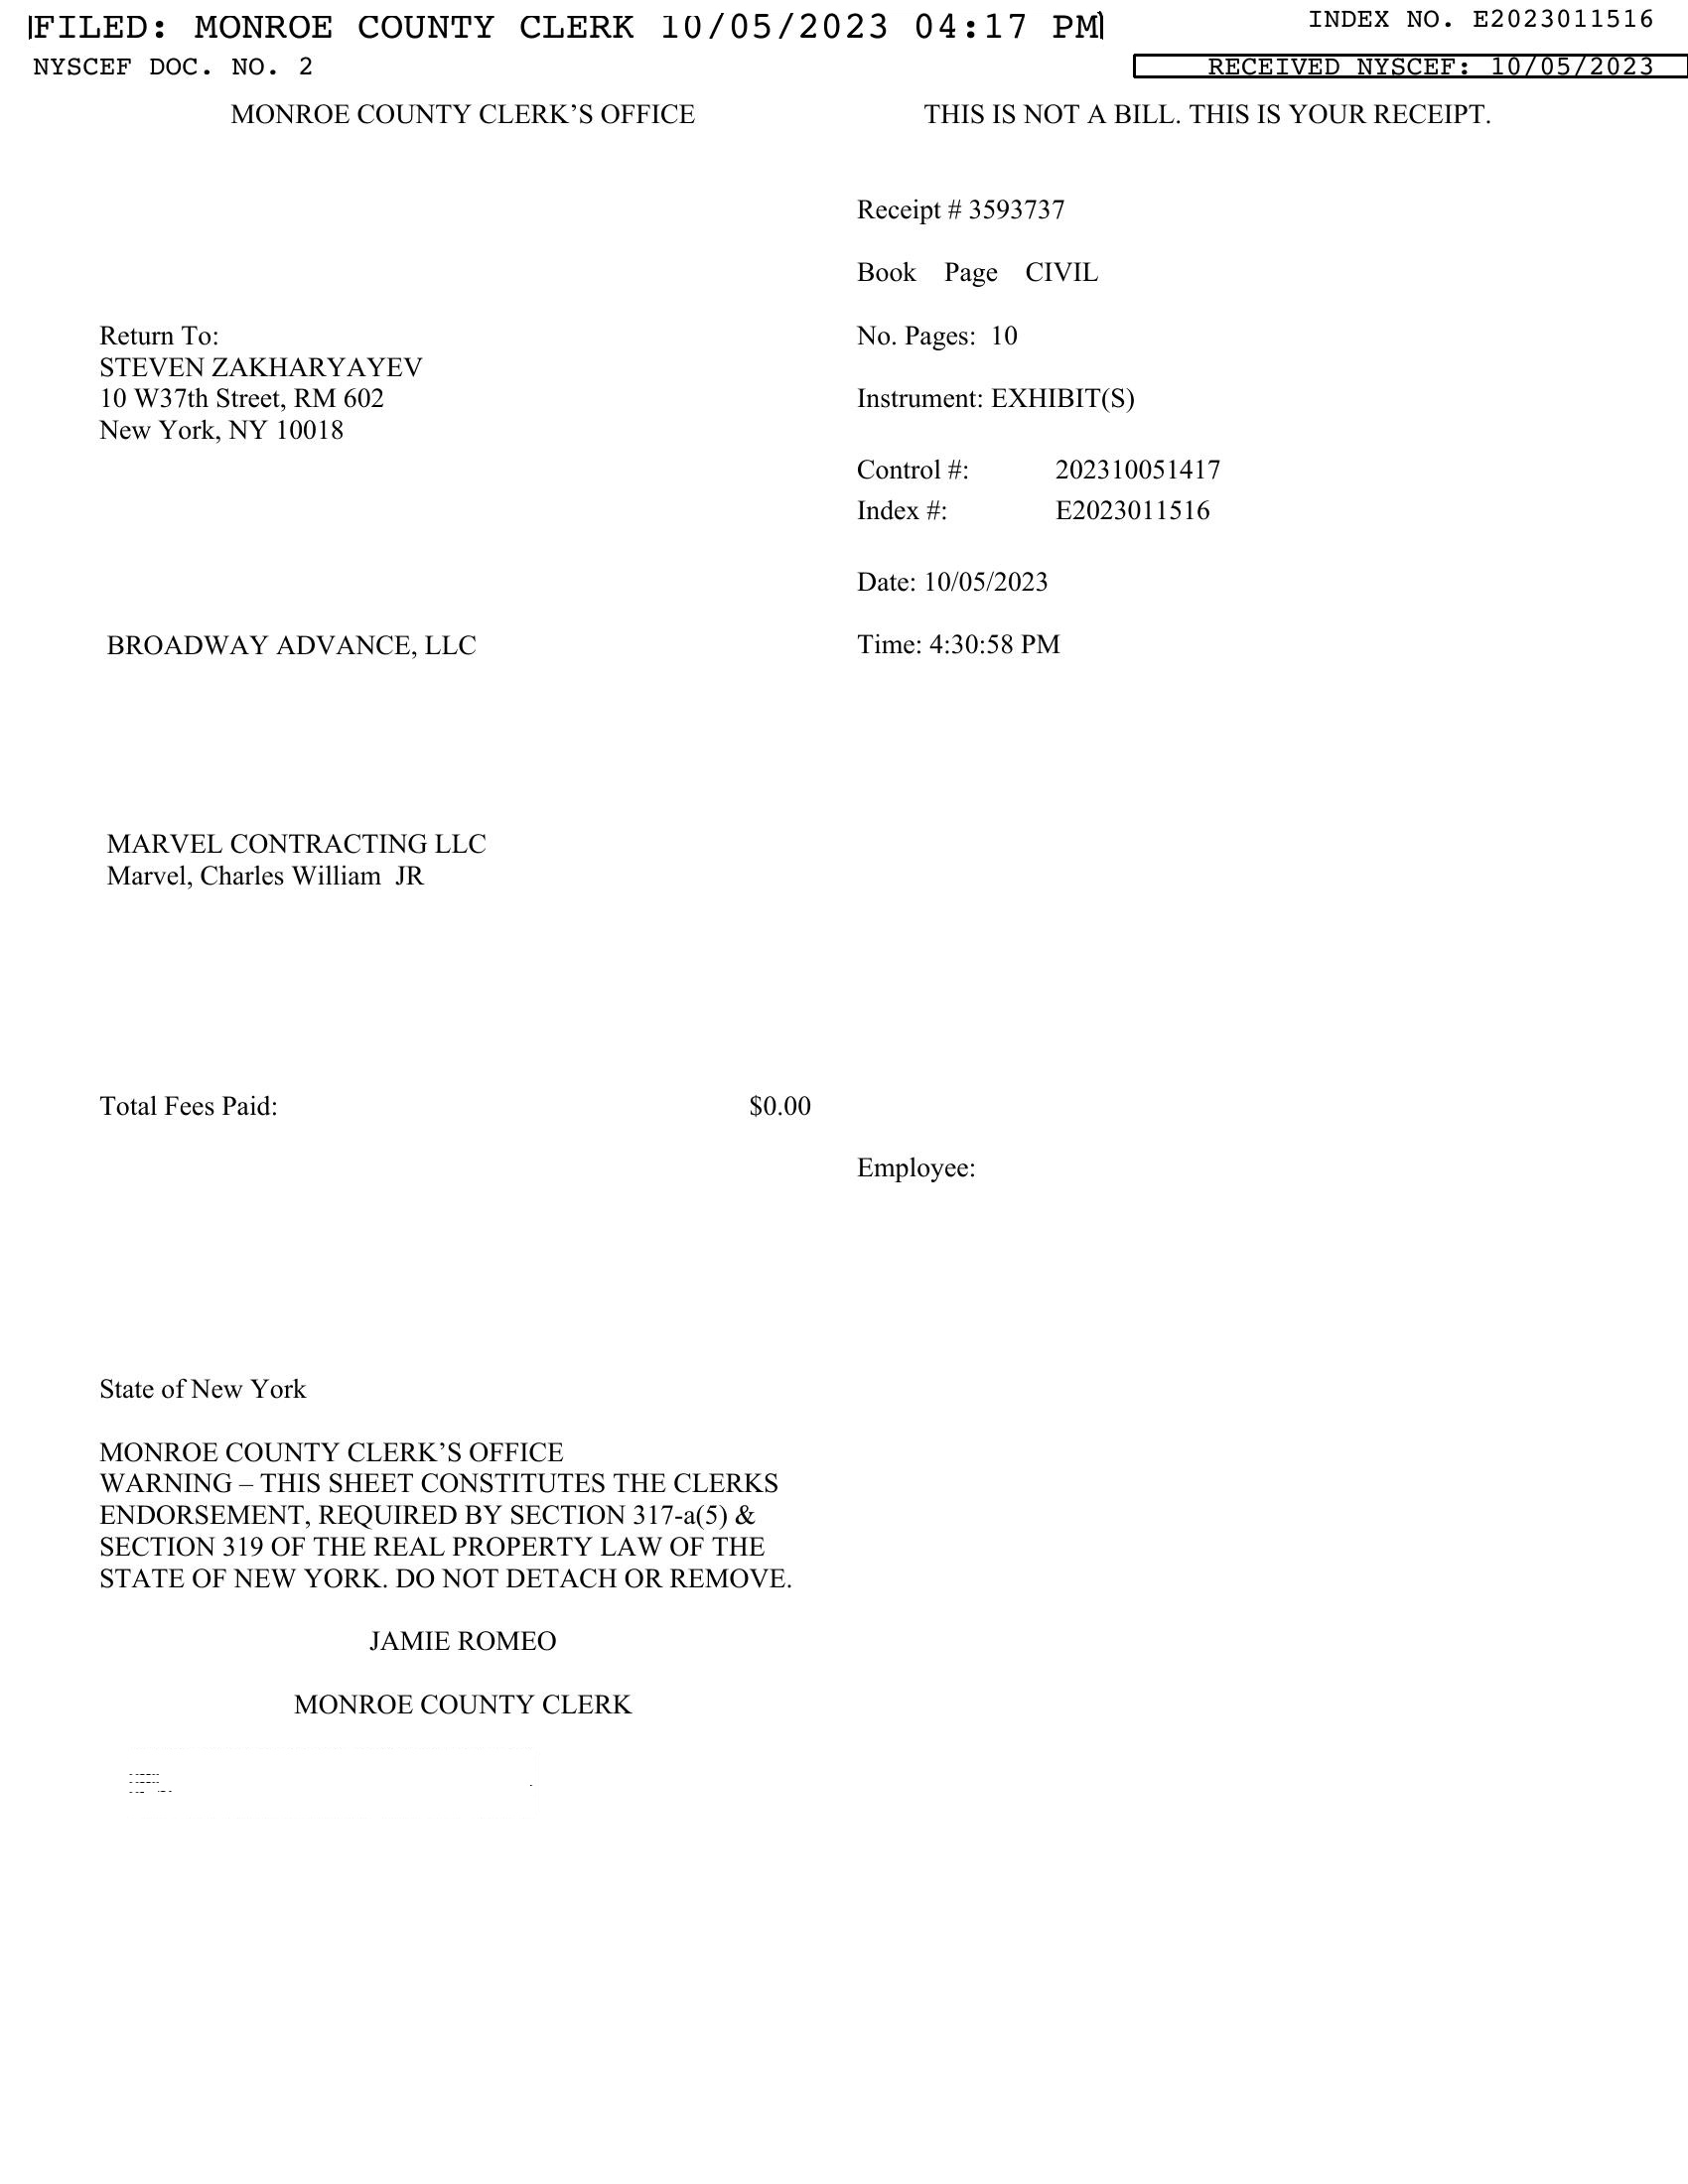 FILED: MONROE COUNTY CLERK 10/05/2023 04:17 PM
INDEX NO. E2023011516
NYSCEF DOC. NO. 2
RECEIVED NYSCEF: 10/05/2023
MONROE COUNTY CLERK’S OFFICE
THIS IS NOT A BILL. THIS IS YOUR RECEIPT.
Receipt # 3593737
Book Page CIVIL
Return To:
STEVEN ZAKHARYAYEV
10 W37th Street, RM 602
New York, NY 10018
No. Pages: 10
Instrument: EXHIBIT(S)
Control #: 202310051417
Index #: E2023011516
Date: 10/05/2023
BROADWAY ADVANCE, LLC
Time: 4:30:58 PM
MARVEL CONTRACTING LLC
Marvel, Charles William JR
Total Fees Paid: $0.00
Employee:
State of New York
MONROE COUNTY CLERK’S OFFICE
WARNING – THIS SHEET CONSTITUTES THE CLERKS
ENDORSEMENT, REQUIRED BY SECTION 317-a(5) &
SECTION 319 OF THE REAL PROPERTY LAW OF THE
STATE OF NEW YORK. DO NOT DETACH OR REMOVE.
JAMIE ROMEO
MONROE COUNTY CLERK